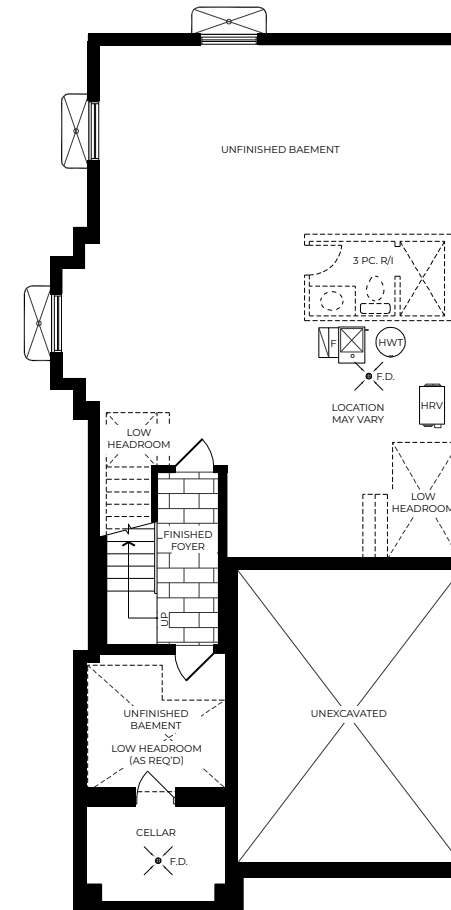 UNFINISHED BAEMENT
3 PC. R/I
F
HWT
F.D.
LOCATION
MAY VARY
HRV
LOW
HEADROOM
LOW
HEADROOM
FINISHED
FOYER
UP
UNFINISHED
BAEMENT
LOW HEADROOM
(AS REQ'D)
UNEXCAVATED
CELLAR
F.D.